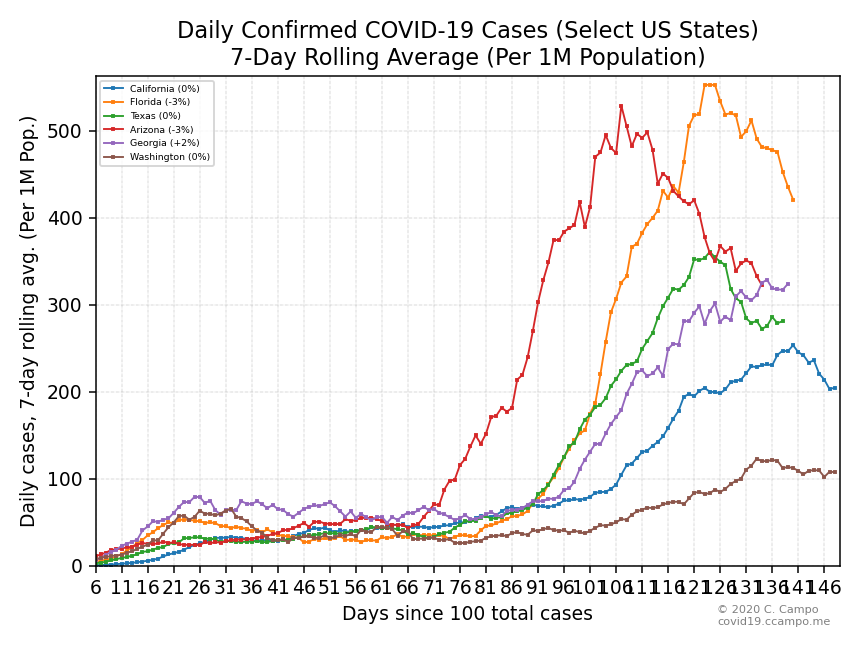 Daily Confirmed COVID-19 Cases (Select US States)
7-Day Rolling Average (Per 1M Population)
Daily cases, 7-day rolling avg. (Per 1M Pop.)
500
400
300
200
100
0
California (0%)
Florida (-3%)
Texas (0%)
Arizona (-3%)
Georgia (+2%)
Washington (0%)
6 11 16 21 26 31 36 41 46 51 56 61 66 71 76 81 86 91 96 101 106 111 116 121 126 131 136 141 146
Days since 100 total cases
© 2020 C. Campo
covid19.ccampo.me